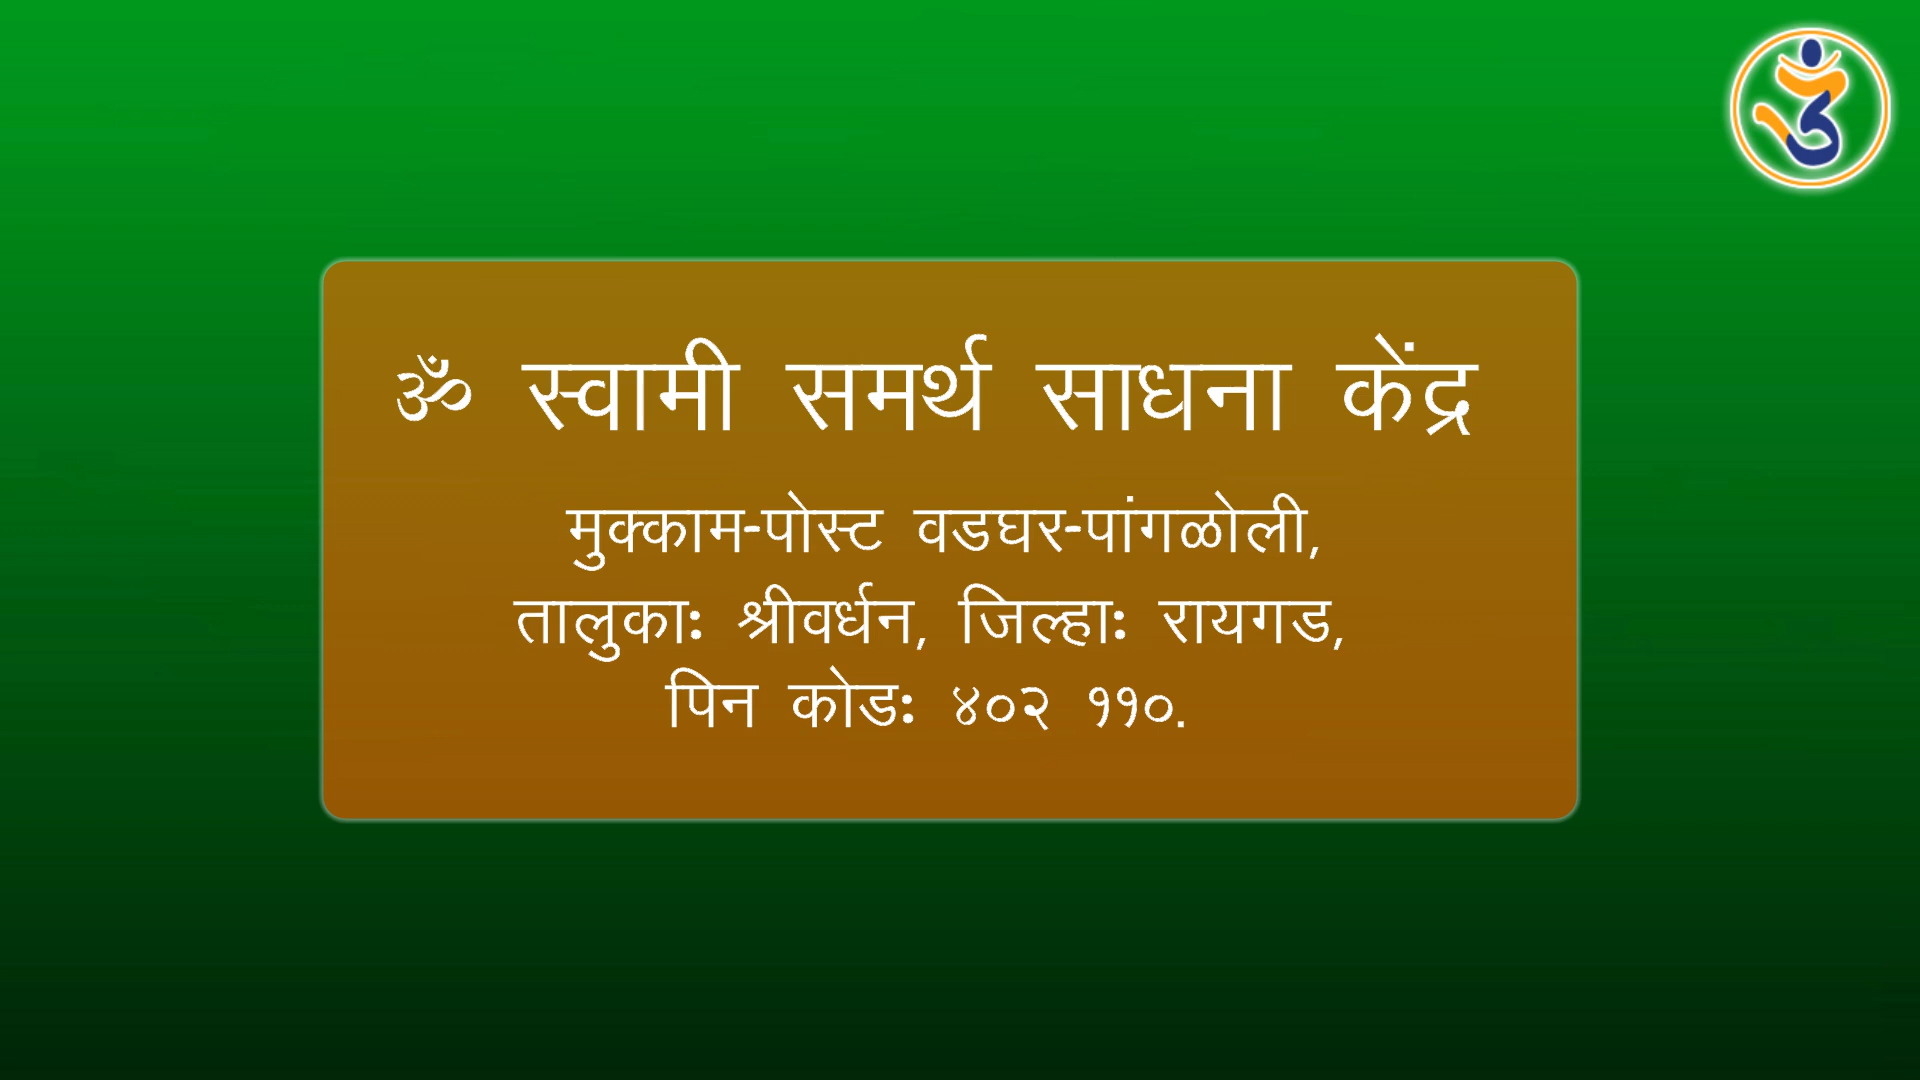 ॐ स्वामी समर्थ साधना केंद्र
मुक्काम-पोस्ट वडघर-पांगळोली,
तालुकाः श्रीवर्धन, जिल्हाः रायगड,
पिन कोडः ४०२ ११०.